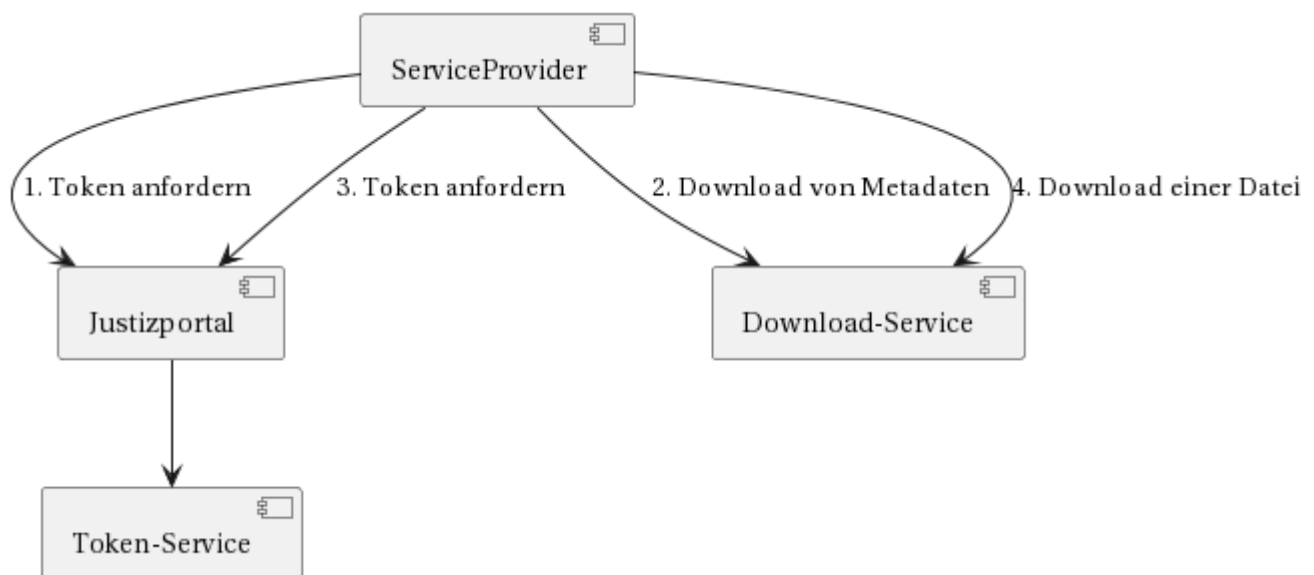 ServiceProvider
1. Token anfordern
3. Token anfordern
2. Download von Metadaten
4. Download einer Datei
Justizportal
Download-Service
Token-Service